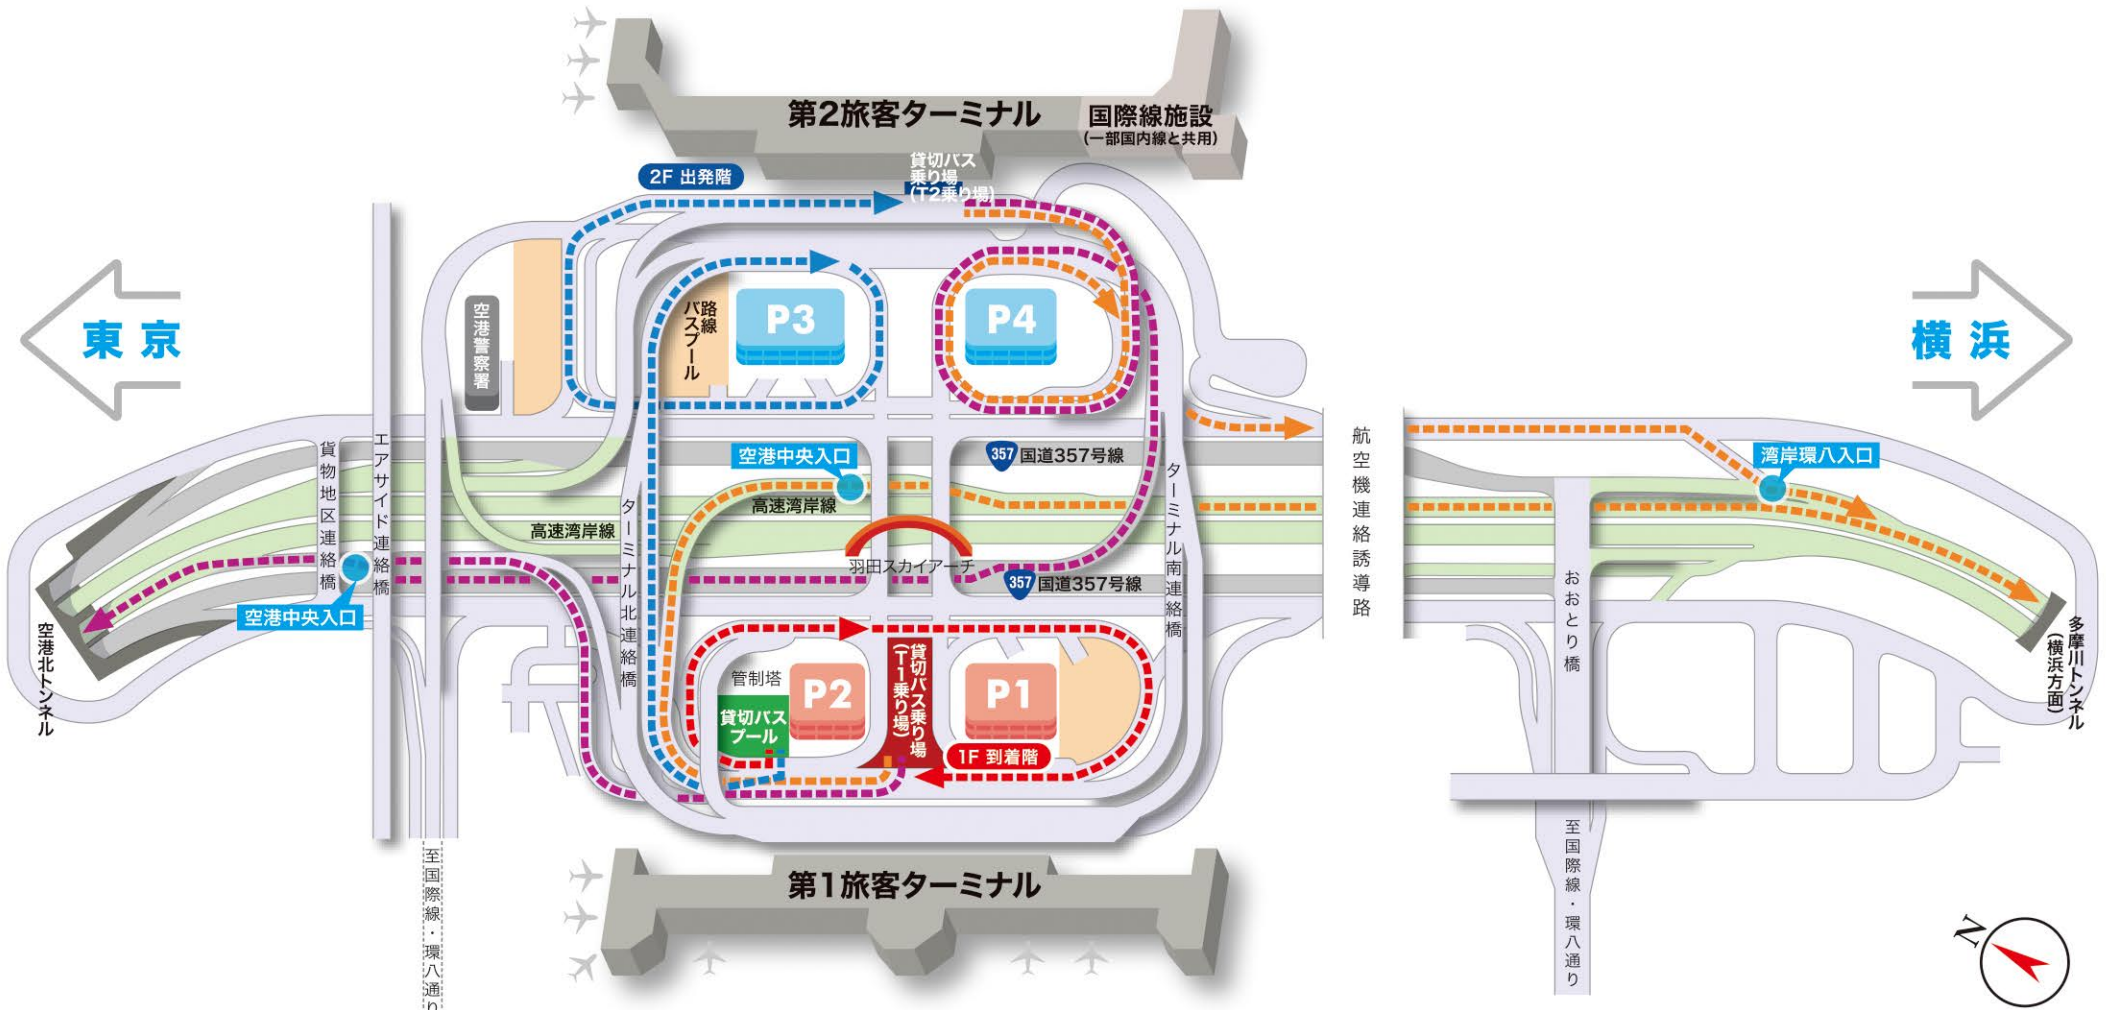 第2旅客ターミナル
国際線施設
(一部国内線と共用)
2F 出発階
貸切バス
乗り場
(T2乗り場)
東京
横浜
空港警察署
路線
バスプール
P3
P4
貨物地区連絡橋
エアサイド連絡橋
空港中央入口
357 国道357号線
高速湾岸線
高速湾岸線
ターミナル北連絡橋
ターミナル南連絡橋
航空機連絡誘導路
湾岸環八入口
羽田スカイアーチ
357 国道357号線
空港中央入口
空港北トンネル
おおとり橋
多摩川トンネル
(横浜方面)
管制塔
貸切バス
プール
P2
貸切バス乗り場
(T1乗り場)
P1
1F 到着階
至国際線・環八通り
至国際線・環八通り
第1旅客ターミナル
N